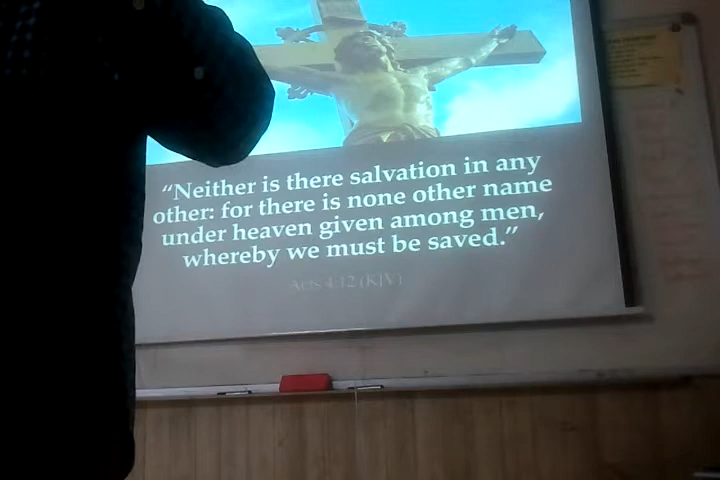 “Neither is there salvation in any
other: for there is none other name
under heaven given among men,
whereby we must be saved.”
Acts 4:12 (KJV)